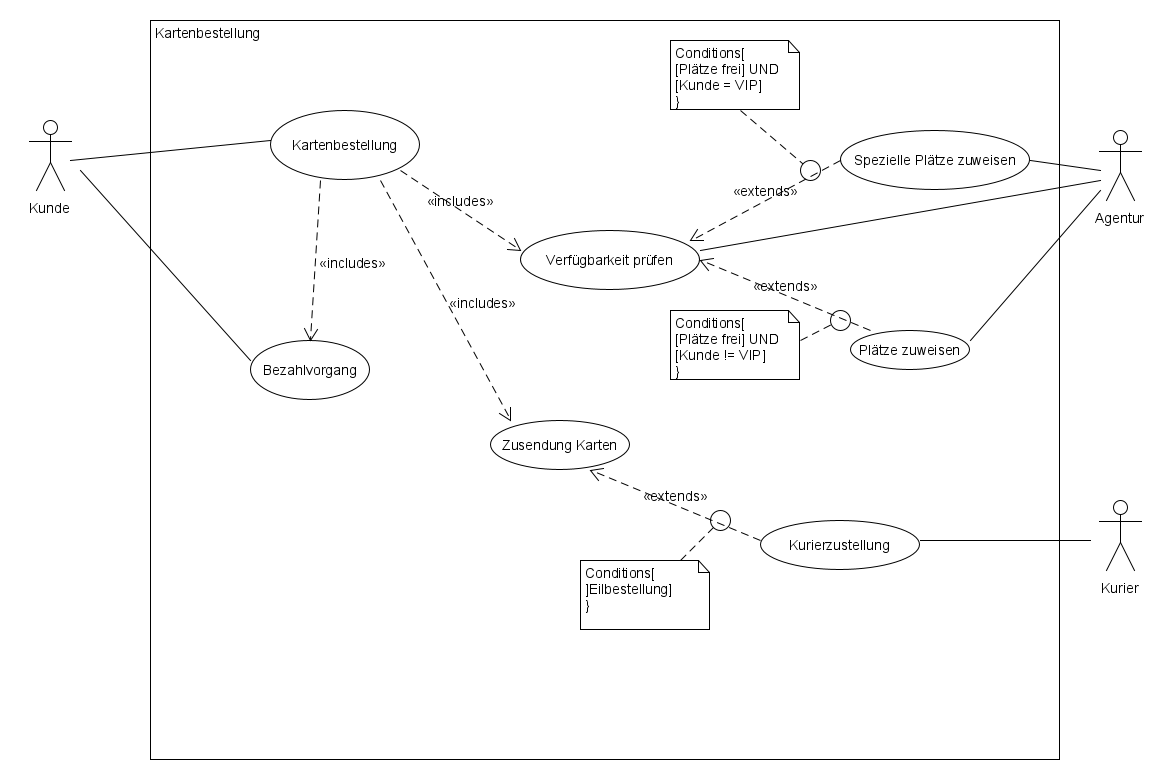 Kartenbestellung
Conditions[
[Plätze frei] UND
[Kunde = VIP]
}
Kartenbestellung
Spezielle Plätze zuweisen
Kunde
Agentur
«includes»
«extends»
Verfügbarkeit prüfen
«includes»
«extends»
«includes»
Conditions[
[Plätze frei] UND
[Kunde != VIP]
}
Plätze zuweisen
Bezahlvorgang
Zusendung Karten
«extends»
Kurierzustellung
Kurier
Conditions[
]Eilbestellung]
}